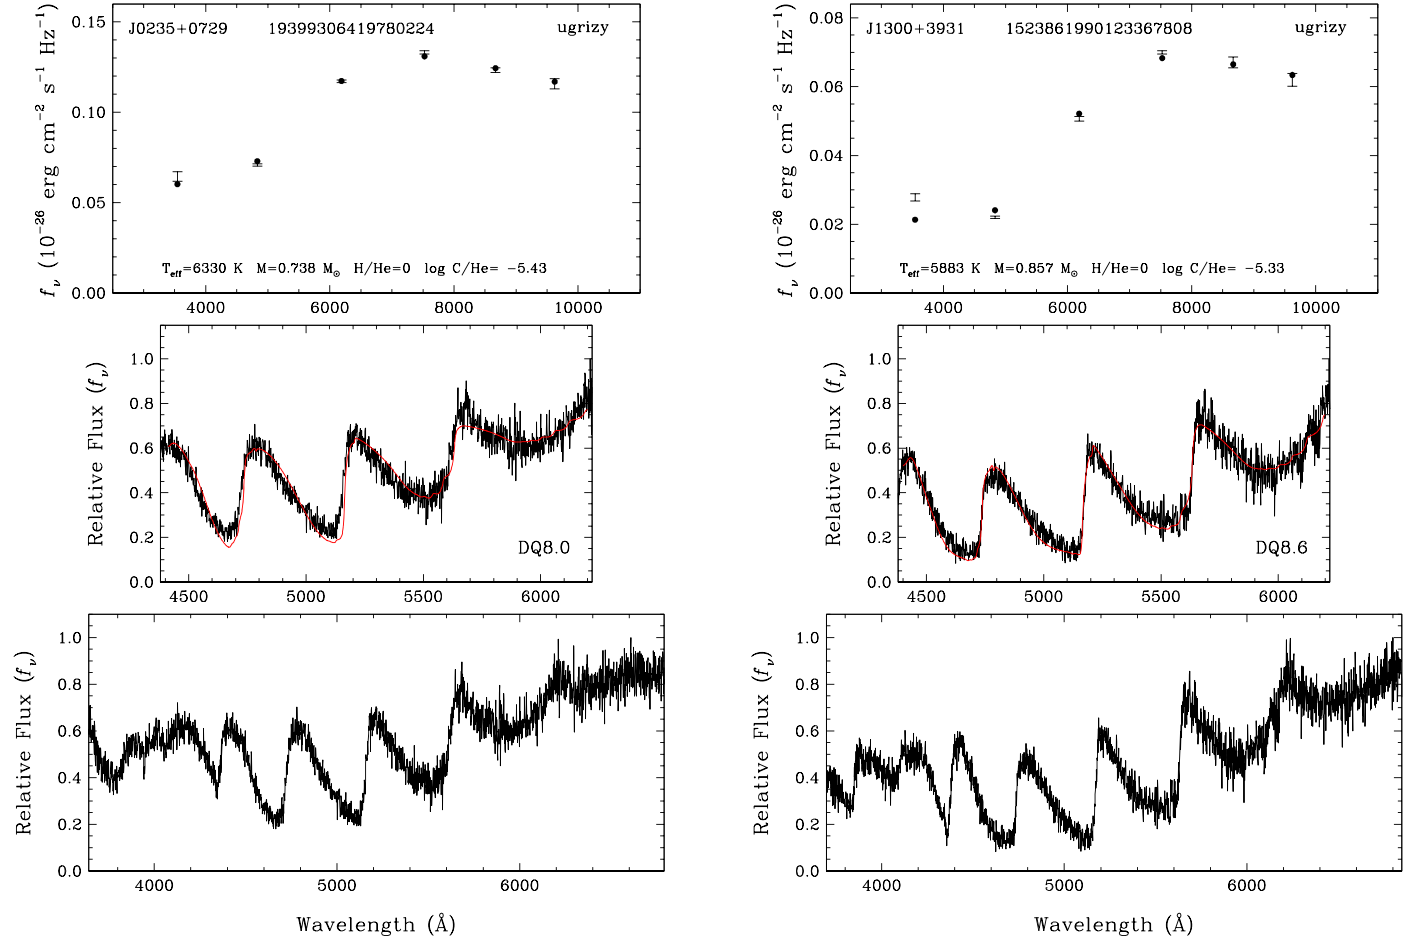 J0235+0729 19399306419780224 ugrizy
f_ν (10^−26 erg cm^−2 s^−1 Hz^−1)
0.15
0.10
0.05
0.00
T_eff=6330 K M=0.738 M_⊙ H/He=0 log C/He= −5.43
4000 6000 8000 10000
Relative Flux (f_ν)
1.0
0.8
0.6
0.4
0.2
0.0
DQ8.0
4500 5000 5500 6000
Relative Flux (f_ν)
1.0
0.8
0.6
0.4
0.2
0.0
4000 5000 6000
Wavelength (Å)
J1300+3931 1523861990123367808 ugrizy
f_ν (10^−26 erg cm^−2 s^−1 Hz^−1)
0.08
0.06
0.04
0.02
0.00
T_eff=5883 K M=0.857 M_⊙ H/He=0 log C/He= −5.33
4000 6000 8000 10000
Relative Flux (f_ν)
1.0
0.8
0.6
0.4
0.2
0.0
DQ8.6
4500 5000 5500 6000
Relative Flux (f_ν)
1.0
0.8
0.6
0.4
0.2
0.0
4000 5000 6000
Wavelength (Å)